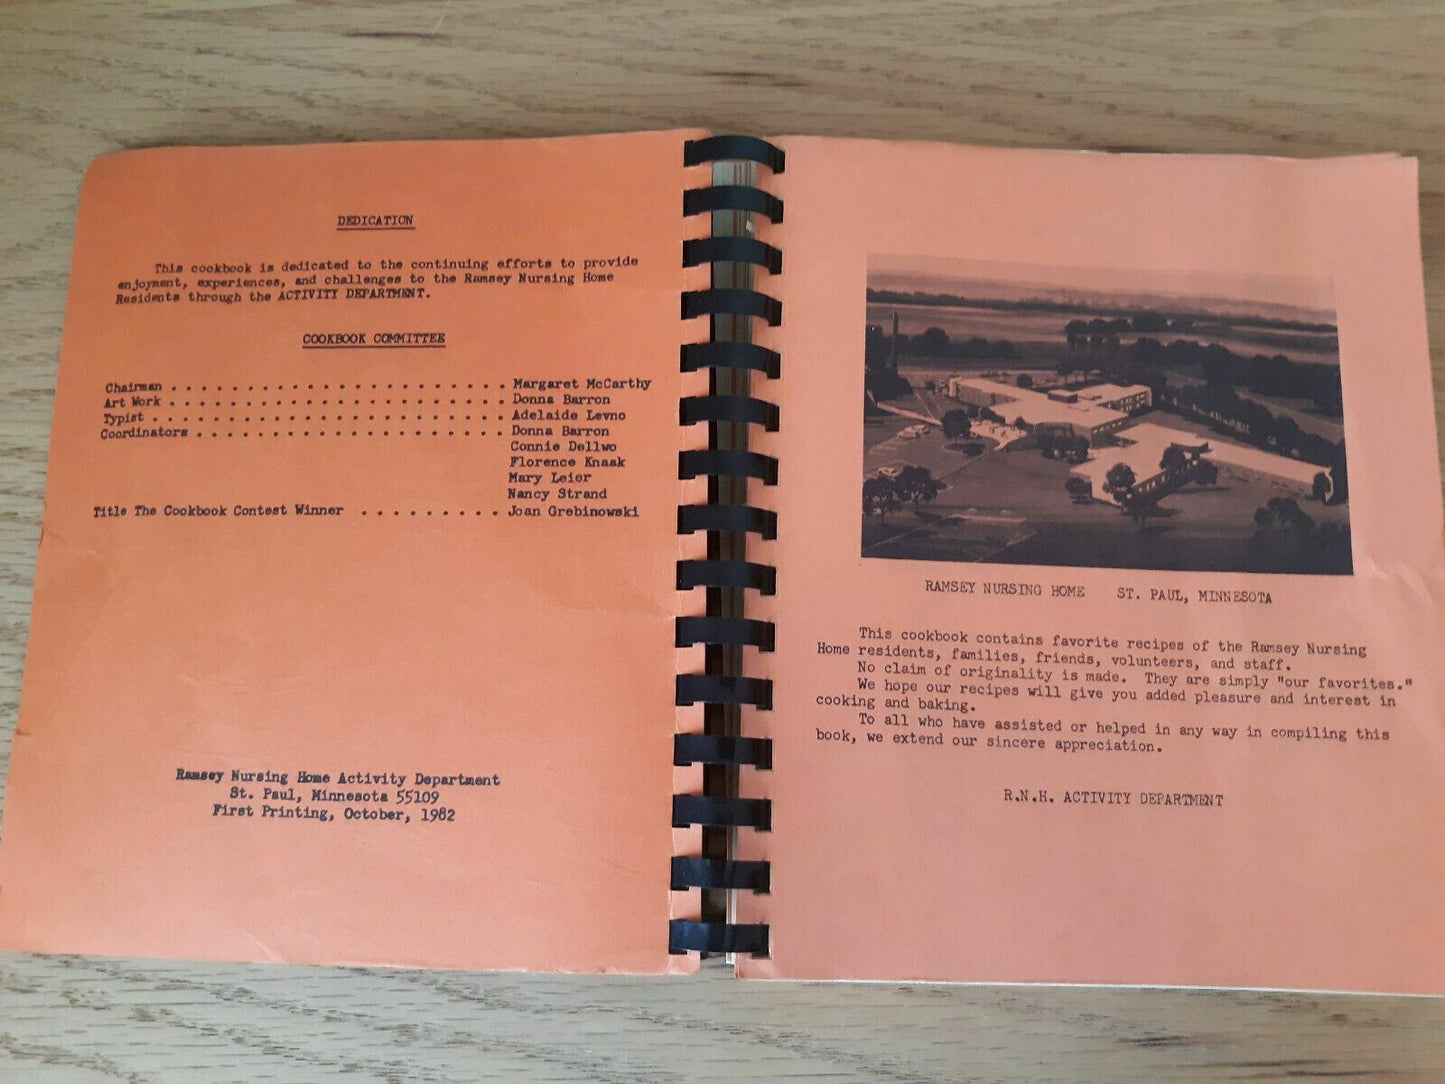 DEDICATION
This cookbook is dedicated to the continuing efforts to provide
enjoyment, experiences, and challenges to the Ramsey Nursing Home
Residents through the ACTIVITY DEPARTMENT.
COOKBOOK COMMITTEE
Chairman . . . . . . . . . . . . . . . . . . . . . . Margaret McCarthy
Art Work . . . . . . . . . . . . . . . . . . . . . . Donna Barron
Typist . . . . . . . . . . . . . . . . . . . . . . . Adelaide Levno
Coordinators . . . . . . . . . . . . . . . . . . . . Donna Barron
Connie Dellwo
Florence Knaak
Mary Leier
Nancy Strand
Title The Cookbook Contest Winner . . . . . . . . . Joan Grebinowski
Ramsey Nursing Home Activity Department
St. Paul, Minnesota 55109
First Printing, October, 1982
RAMSEY NURSING HOME ST. PAUL, MINNESOTA
This cookbook contains favorite recipes of the Ramsey Nursing
Home residents, families, friends, volunteers, and staff.
No claim of originality is made. They are simply "our favorites."
We hope our recipes will give you added pleasure and interest in
cooking and baking.
To all who have assisted or helped in any way in compiling this
book, we extend our sincere appreciation.
R.N.H. ACTIVITY DEPARTMENT